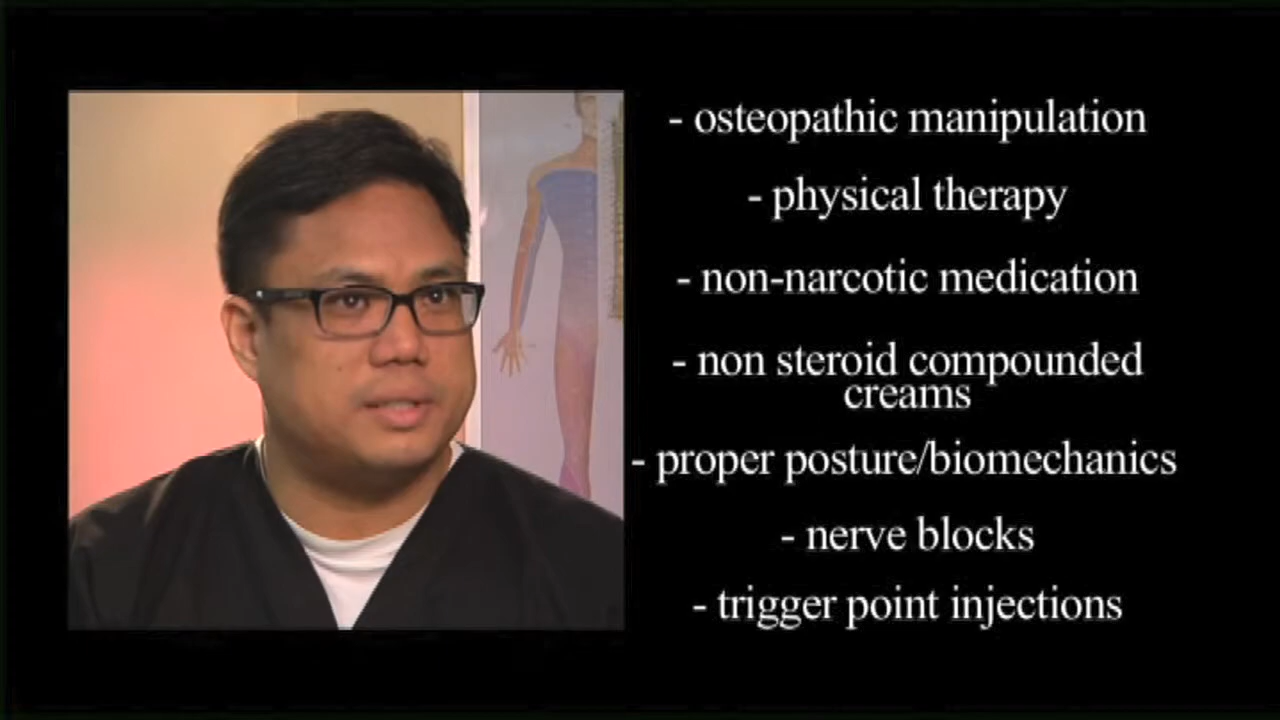 - osteopathic manipulation
- physical therapy
- non-narcotic medication
- non steroid compounded
creams
- proper posture/biomechanics
- nerve blocks
- trigger point injections